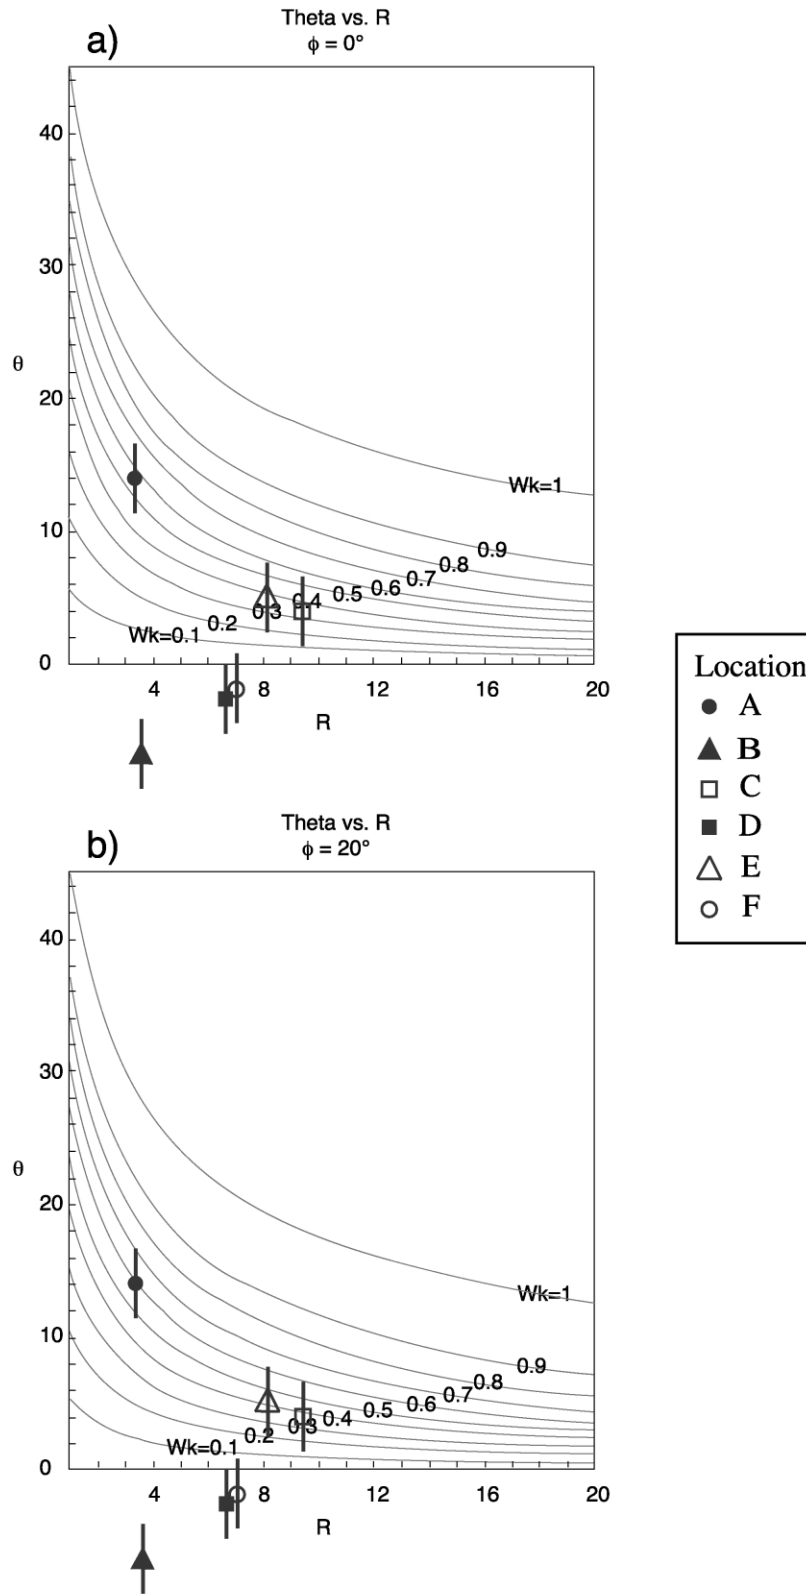 a)
Theta vs. R
ϕ = 0°
40
30
θ
20
Wk=1
10
0.9
0.8
0.7
0.6
0.5
0.4
0.3
0.2
Wk=0.1
0
4
8
12
16
20
R
Location
A
B
C
D
E
F
b)
Theta vs. R
ϕ = 20°
40
30
θ
20
Wk=1
10
0.9
0.8
0.7
0.6
0.5
0.4
0.3
0.2
Wk=0.1
0
4
8
12
16
20
R